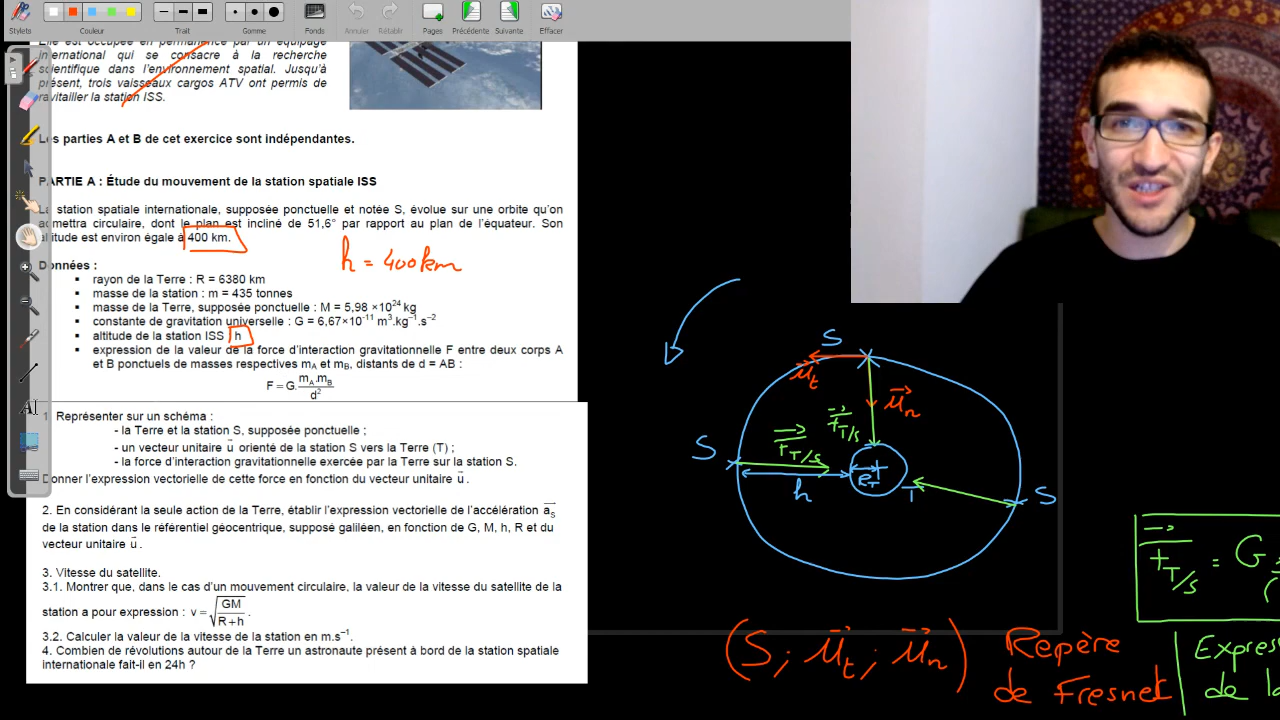 Stylets Couleur Gomme Fonds Annuler Rétablir Pages Précédente Suivante Effacer
Elle est occupée en permanence par un équipage
international qui se consacre à la recherche
scientifique dans l'environnement spatial. Jusqu'à
présent, trois vaisseaux cargos ATV ont permis de
ravitailler la station ISS.
Les parties A et B de cet exercice sont indépendantes.
PARTIE A : Étude du mouvement de la station spatiale ISS
La station spatiale internationale, supposée ponctuelle et notée S, évolue sur une orbite qu'on
admettra circulaire, dont le plan est incliné de 51,6° par rapport au plan de l'équateur. Son
altitude est environ égale à 400 km.
h = 400 km
Données :
rayon de la Terre : R = 6380 km
masse de la station : m = 435 tonnes
masse de la Terre, supposée ponctuelle : M = 5,98 ×10²⁴ kg
constante de gravitation universelle : G = 6,67×10⁻¹¹ m³.kg⁻¹.s⁻²
altitude de la station ISS h
expression de la valeur de la force d'interaction gravitationnelle F entre deux corps A
et B ponctuels de masses respectives mA et mB, distants de d = AB :
F = G. mA.mB / d²
1 Représenter sur un schéma :
- la Terre et la station S, supposée ponctuelle ;
- un vecteur unitaire u⃗ orienté de la station S vers la Terre (T) ;
- la force d'interaction gravitationnelle exercée par la Terre sur la station S.
Donner l'expression vectorielle de cette force en fonction du vecteur unitaire u⃗ .
2. En considérant la seule action de la Terre, établir l'expression vectorielle de l'accélération a⃗S
de la station dans le référentiel géocentrique, supposé galiléen, en fonction de G, M, h, R et du
vecteur unitaire u⃗ .
3. Vitesse du satellite.
3.1. Montrer que, dans le cas d'un mouvement circulaire, la valeur de la vitesse du satellite de la
station a pour expression : v = √(GM / R+h) .
3.2. Calculer la valeur de la vitesse de la station en m.s⁻¹.
4. Combien de révolutions autour de la Terre un astronaute présent à bord de la station spatiale
internationale fait-il en 24h ?
S
u⃗t
u⃗n
F⃗T/S
S
F⃗T/S
h
RT
T
S
F⃗T/S = G
(S; u⃗t; u⃗n) Repère
de Fresnet
Express
de la